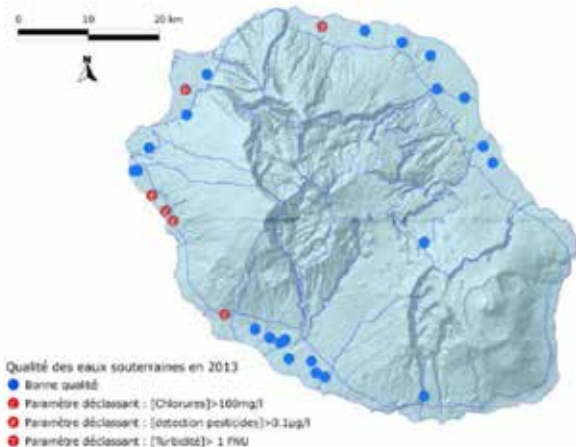 0 10 20 km
N
Qualité des eaux souterraines en 2013
Bonne qualité
Paramètre déclassant : [Chlorures]>100mg/l
Paramètre déclassant : [détection pesticides]>0.1µg/l
Paramètre déclassant : [Turbidité]> 1 FNU